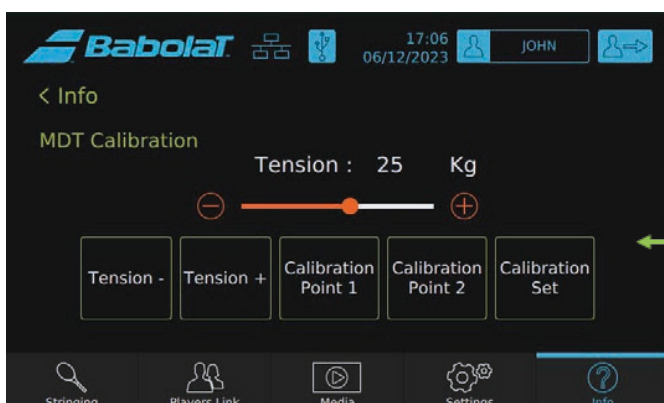 BabolaT
17:06
06/12/2023
JOHN
< Info
MDT Calibration
Tension : 25 Kg
Tension -
Tension +
Calibration
Point 1
Calibration
Point 2
Calibration
Set
Stringing
Players Link
Media
Settings
Info